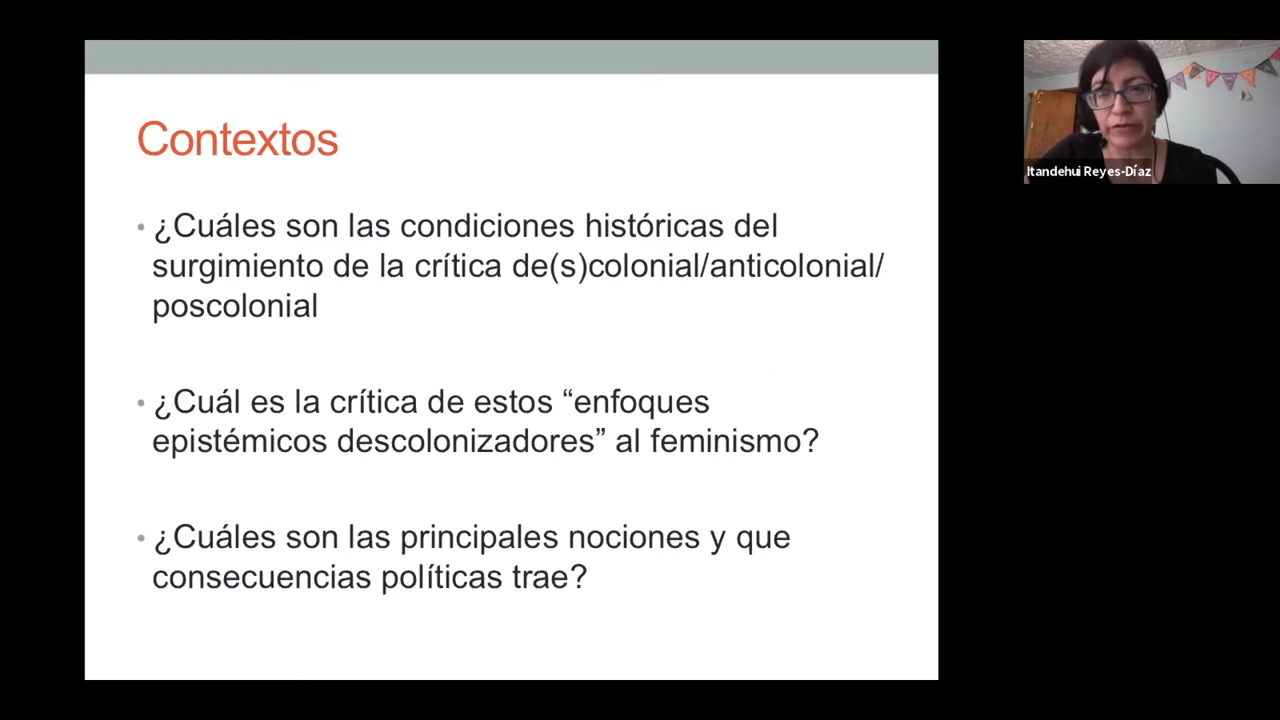 Contextos
• ¿Cuáles son las condiciones históricas del
surgimiento de la crítica de(s)colonial/anticolonial/
poscolonial
• ¿Cuál es la crítica de estos “enfoques
epistémicos descolonizadores” al feminismo?
• ¿Cuáles son las principales nociones y que
consecuencias políticas trae?
Itandehui Reyes-Díaz